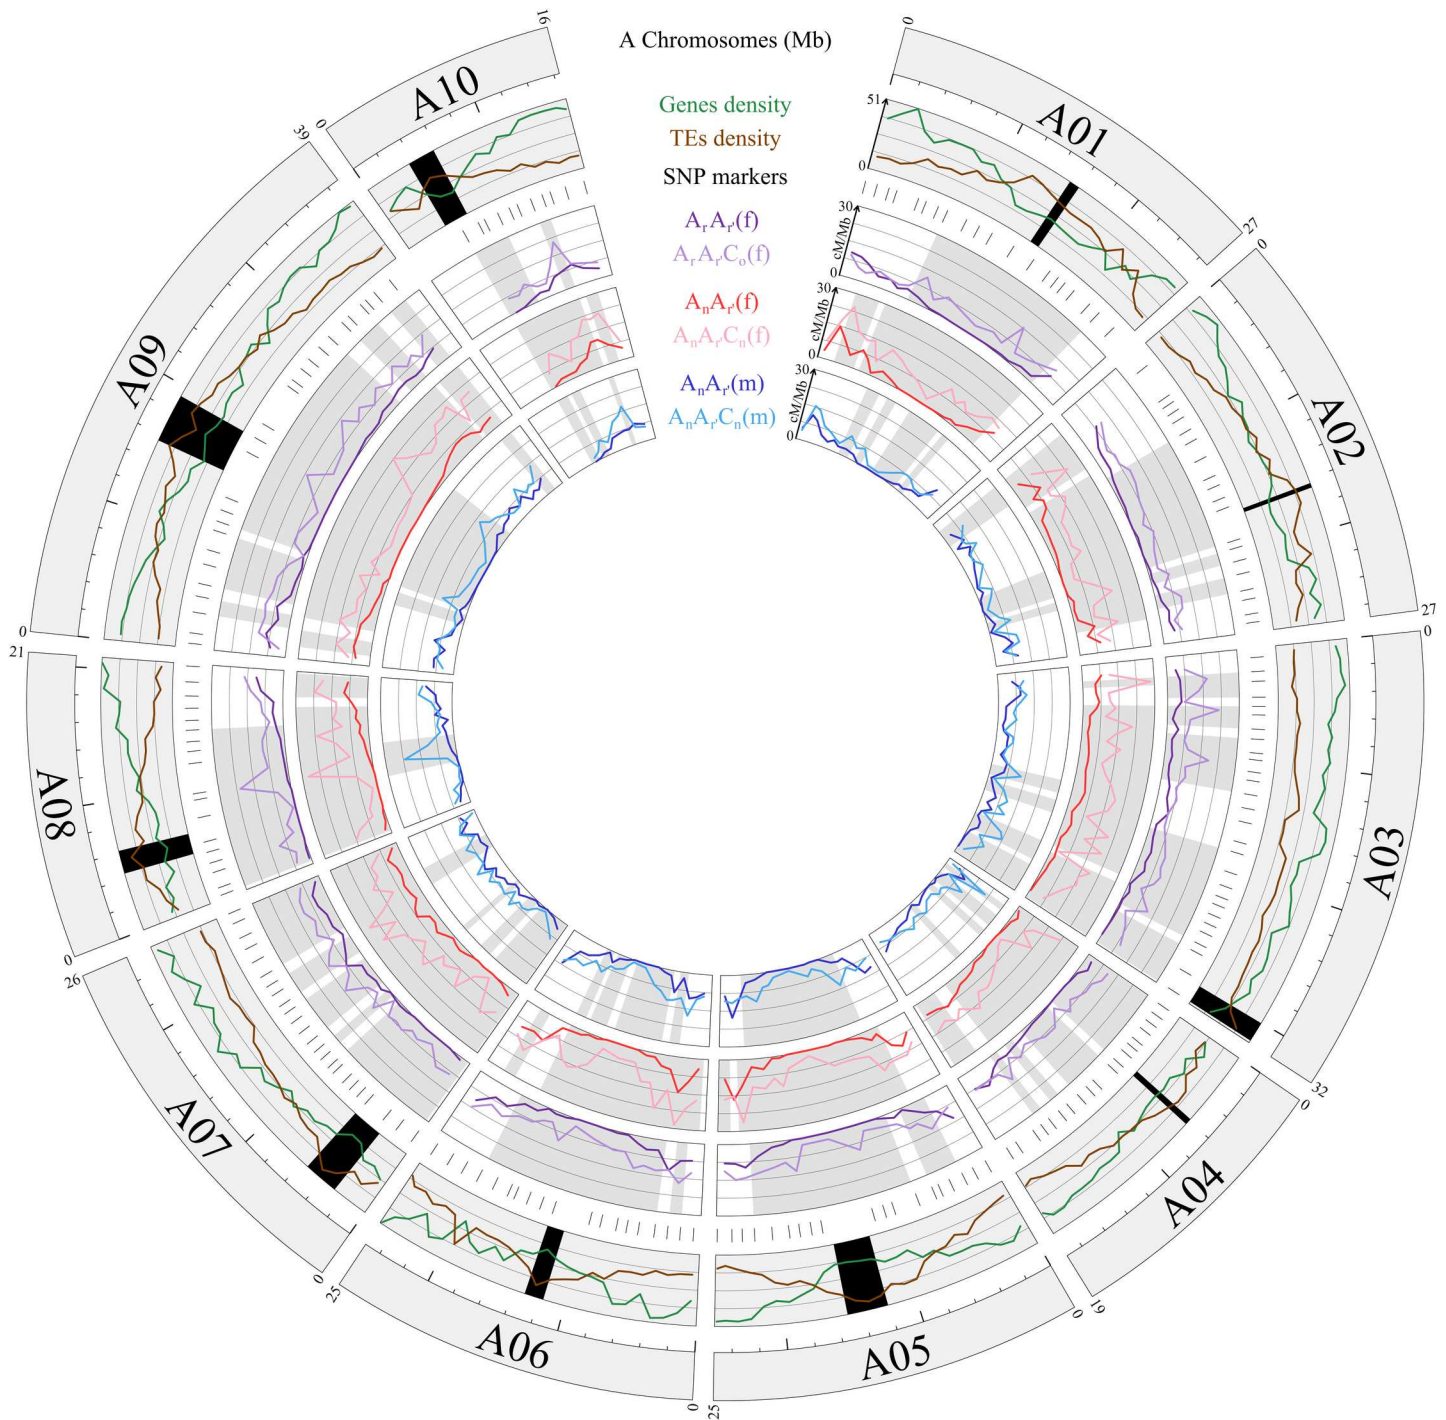 A Chromosomes (Mb)
Genes density
TEs density
SNP markers
AᵣAᵣ'(f)
AᵣAᵣ'Cₒ(f)
AₙAᵣ'(f)
AₙAᵣ'Cₙ(f)
AₙAᵣ'(m)
AₙAᵣ'Cₙ(m)
51
0
30
cM/Mb
0
30
cM/Mb
0
30
cM/Mb
0
0
A01
27
0
A02
27
0
A03
32
0
A04
19
0
A05
25
0
A06
25
0
A07
26
0
A08
21
0
A09
39
0
A10
16